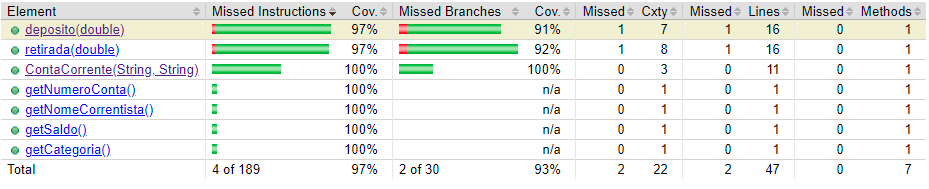 Element Missed Instructions Cov. Missed Branches Cov. Missed Cxty Missed Lines Missed Methods
deposito(double) 97% 91% 1 7 1 16 0 1
retirada(double) 97% 92% 1 8 1 16 0 1
ContaCorrente(String, String) 100% 100% 0 3 0 11 0 1
getNumeroConta() 100% n/a 0 1 0 1 0 1
getNomeCorrentista() 100% n/a 0 1 0 1 0 1
getSaldo() 100% n/a 0 1 0 1 0 1
getCategoria() 100% n/a 0 1 0 1 0 1
Total 4 of 189 97% 2 of 30 93% 2 22 2 47 0 7